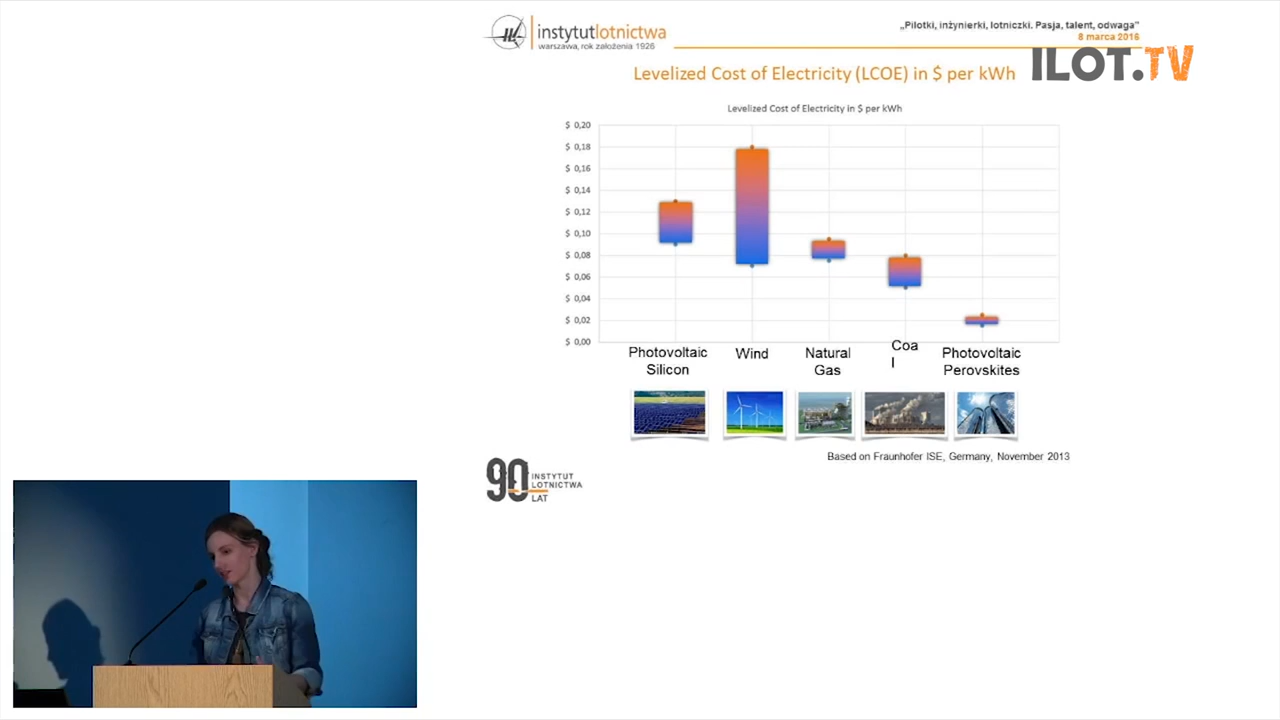 instytutlotnictwa
warszawa, rok założenia 1926
„Pilotki, inżynierki, lotniczki. Pasja, talent, odwaga”
8 marca 2016
ILOT.TV
Levelized Cost of Electricity (LCOE) in $ per kWh
Levelized Cost of Electricity in $ per kWh
$ 0,20
$ 0,18
$ 0,16
$ 0,14
$ 0,12
$ 0,10
$ 0,08
$ 0,06
$ 0,04
$ 0,02
$ 0,00
Photovoltaic
Silicon
Wind
Natural
Gas
Coa
l
Photovoltaic
Perovskites
Based on Fraunhofer ISE, Germany, November 2013
90
INSTYTUT
LOTNICTWA
LAT